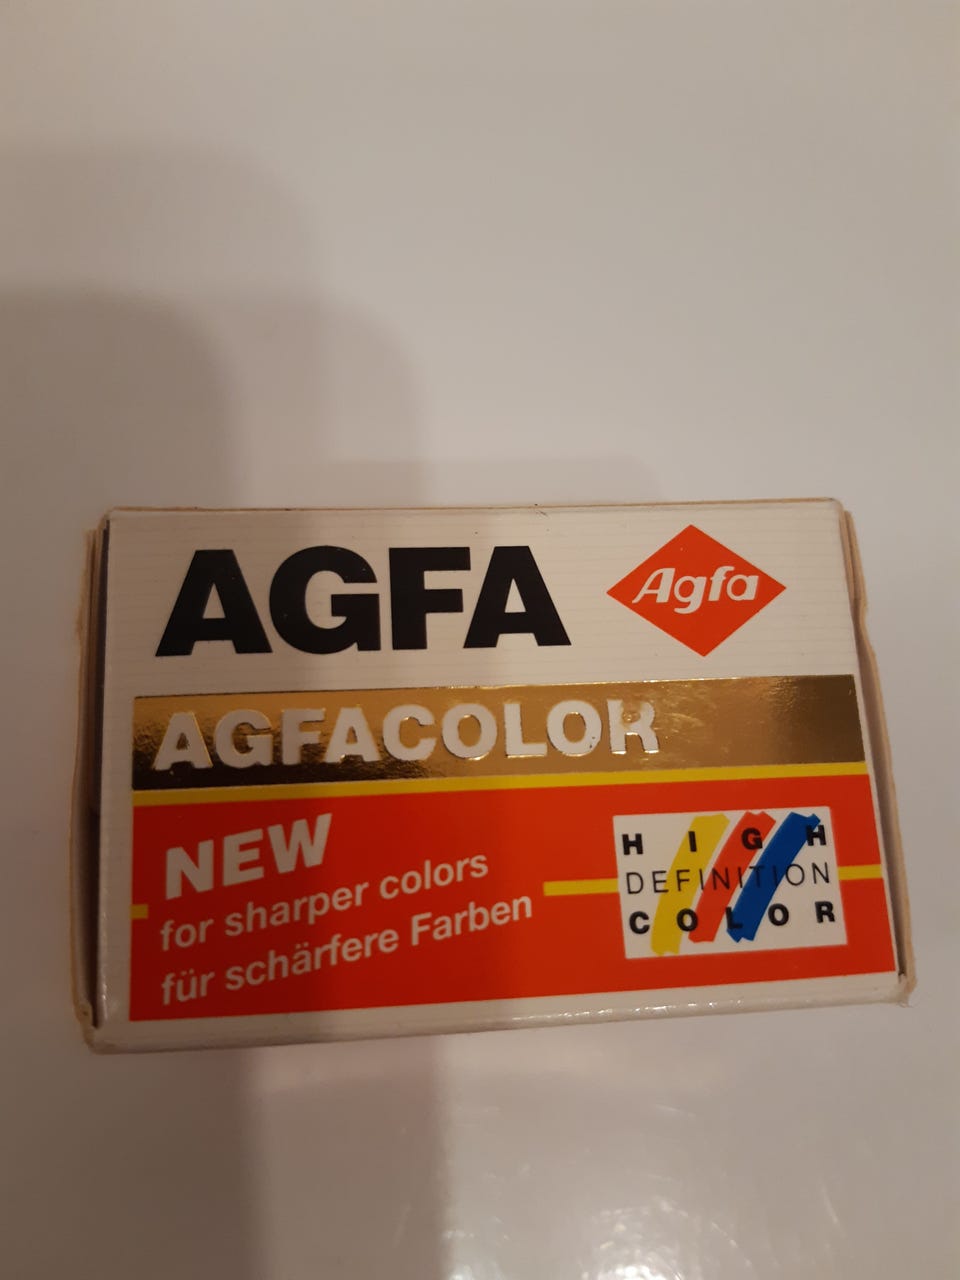 AGFA
Agfa
AGFACOLOR
NEW
for sharper colors
für schärfere Farben
HIGH
DEFINITION
COLOR